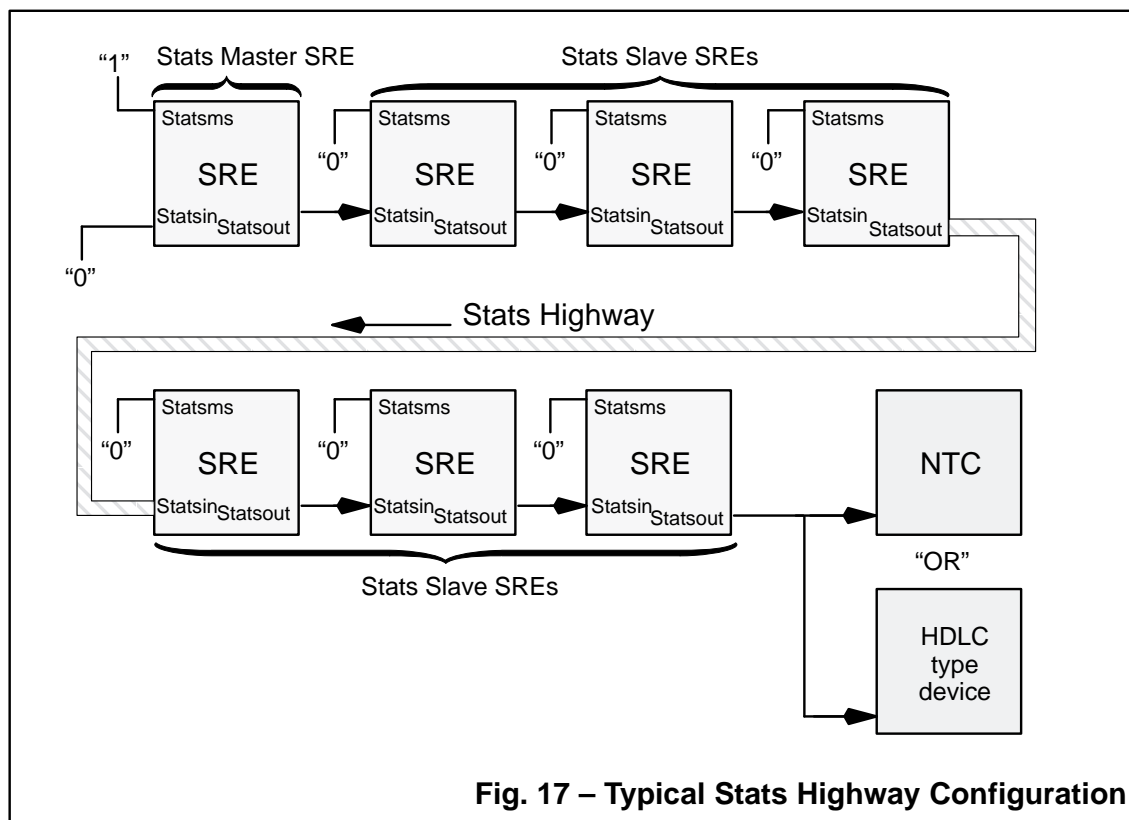 Stats Master SRE
Stats Slave SREs
“1”
Statsms
SRE
Statsin
Statsout
“0”
“0”
Statsms
SRE
Statsin
Statsout
“0”
Statsms
SRE
Statsin
Statsout
“0”
Statsms
SRE
Statsin
Statsout
Stats Highway
“0”
Statsms
SRE
Statsin
Statsout
“0”
Statsms
SRE
Statsin
Statsout
“0”
Statsms
SRE
Statsin
Statsout
Stats Slave SREs
NTC
“OR”
HDLC
type
device
Fig. 17 – Typical Stats Highway Configuration